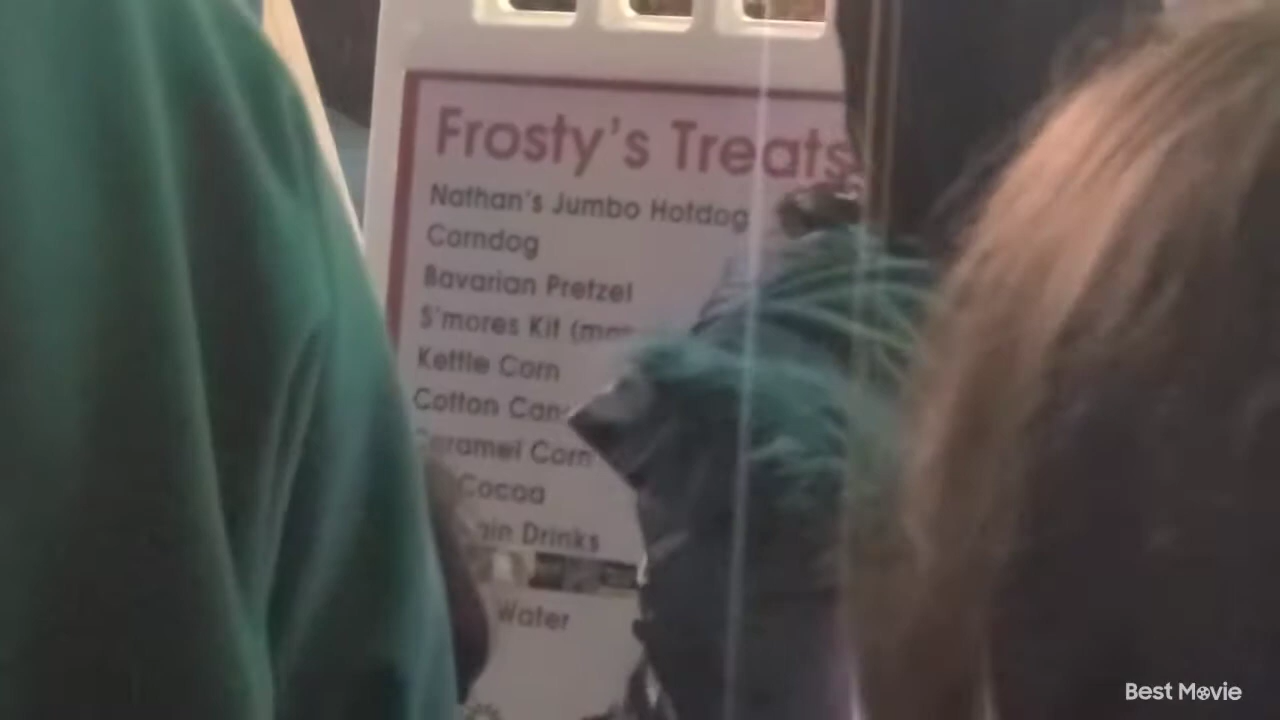 Frosty's Treats
Nathan's Jumbo Hotdog
Corndog
Bavarian Pretzel
S'mores Kit
Kettle Corn
Cotton
Caramel Corn
Cocoa
Drinks
Water
Best Movie